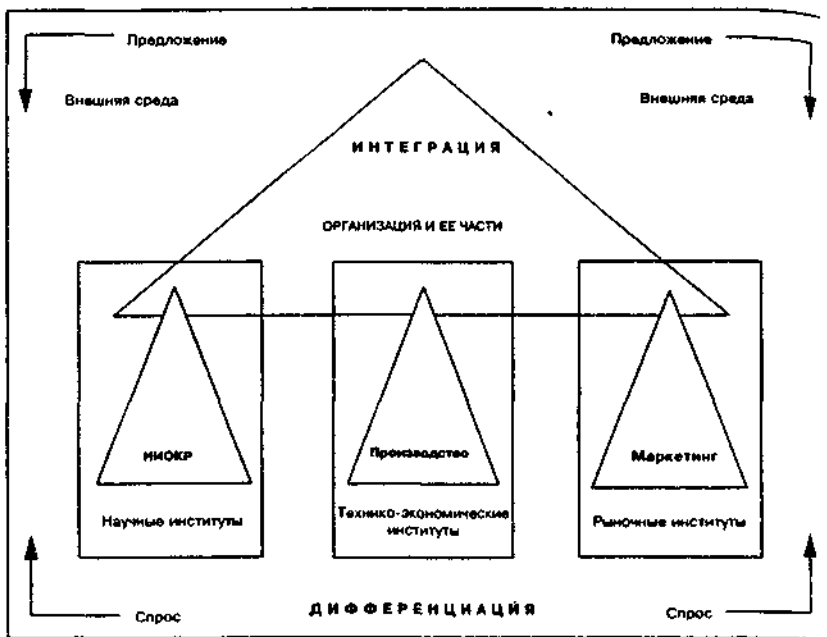 Предложение
Предложение
Внешняя среда
Внешняя среда
ИНТЕГРАЦИЯ
ОРГАНИЗАЦИЯ И ЕЕ ЧАСТИ
НИОКР
Производство
Маркетинг
Научные институты
Технико-экономические
институты
Рыночные институты
Спрос
ДИФФЕРЕНЦИАЦИЯ
Спрос